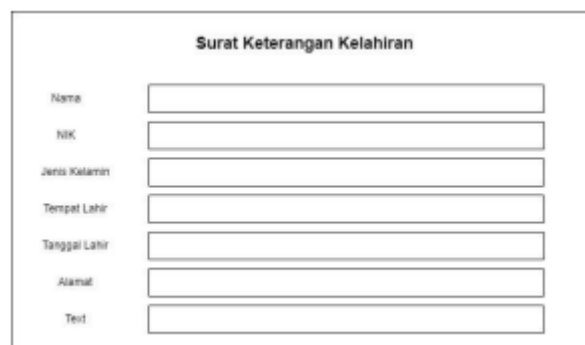 Surat Keterangan Kelahiran
Nama
NIK
Jenis Kelamin
Tempat Lahir
Tanggal Lahir
Alamat
Text